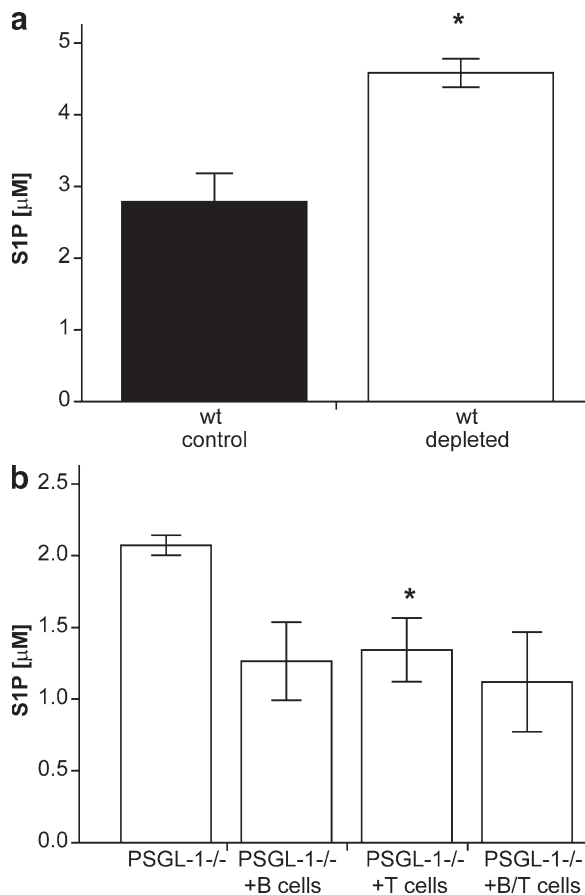 a
*
5
4
3
2
1
0
S1P [μM]
wt
control
wt
depleted
b
2.5
2.0
*
1.5
1.0
0.5
0.0
S1P [μM]
PSGL-1-/-
PSGL-1-/-
+B cells
PSGL-1-/-
+T cells
PSGL-1-/-
+B/T cells